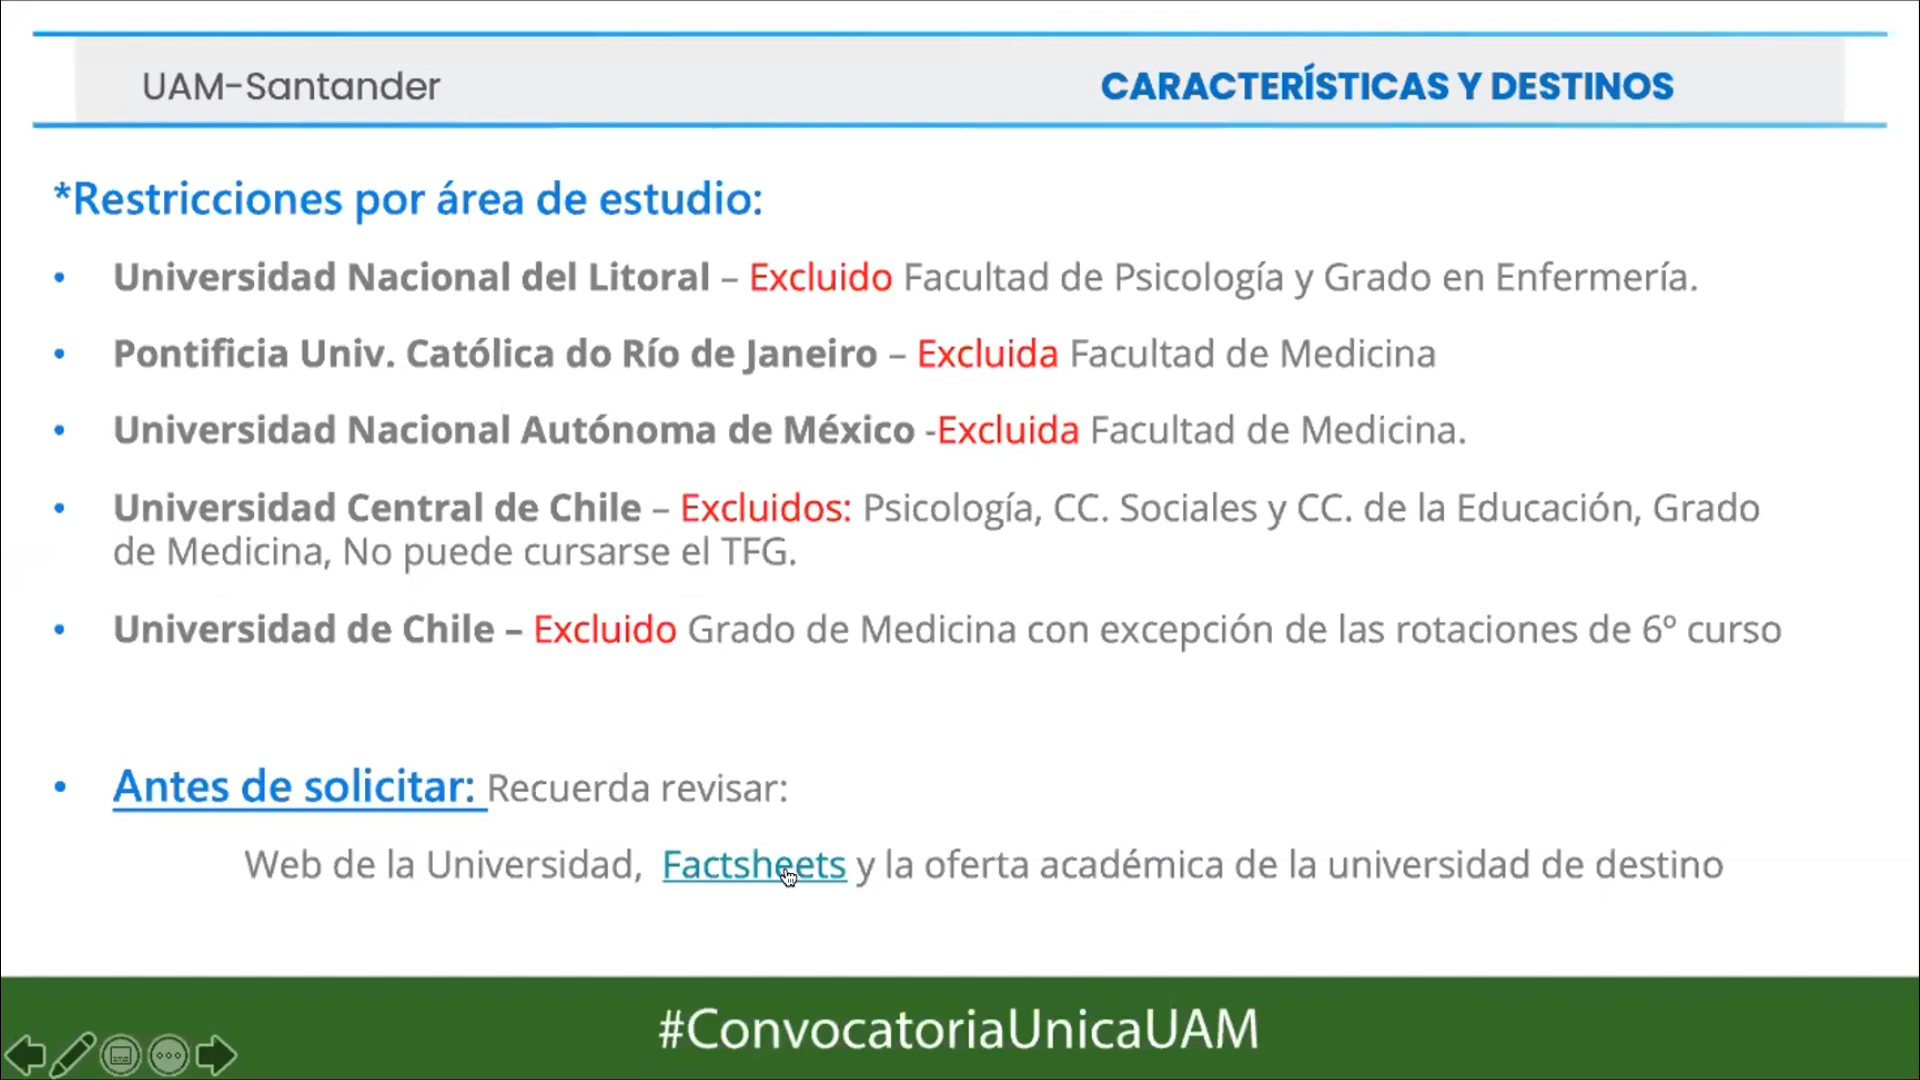 UAM-Santander
CARACTERÍSTICAS Y DESTINOS
*Restricciones por área de estudio:
• Universidad Nacional del Litoral – Excluido Facultad de Psicología y Grado en Enfermería.
• Pontificia Univ. Católica do Río de Janeiro – Excluida Facultad de Medicina
• Universidad Nacional Autónoma de México -Excluida Facultad de Medicina.
• Universidad Central de Chile – Excluidos: Psicología, CC. Sociales y CC. de la Educación, Grado
de Medicina, No puede cursarse el TFG.
• Universidad de Chile – Excluido Grado de Medicina con excepción de las rotaciones de 6º curso
• Antes de solicitar: Recuerda revisar:
Web de la Universidad, Factsheets y la oferta académica de la universidad de destino
#ConvocatoriaUnicaUAM